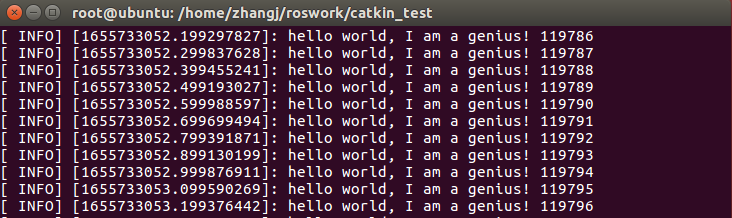 root@ubuntu: /home/zhangj/roswork/catkin_test
[ INFO] [1655733052.199297827]: hello world, I am a genius! 119786
[ INFO] [1655733052.299837628]: hello world, I am a genius! 119787
[ INFO] [1655733052.399455241]: hello world, I am a genius! 119788
[ INFO] [1655733052.499193027]: hello world, I am a genius! 119789
[ INFO] [1655733052.599988597]: hello world, I am a genius! 119790
[ INFO] [1655733052.699699494]: hello world, I am a genius! 119791
[ INFO] [1655733052.799391871]: hello world, I am a genius! 119792
[ INFO] [1655733052.899130199]: hello world, I am a genius! 119793
[ INFO] [1655733052.999876911]: hello world, I am a genius! 119794
[ INFO] [1655733053.099590269]: hello world, I am a genius! 119795
[ INFO] [1655733053.199376442]: hello world, I am a genius! 119796